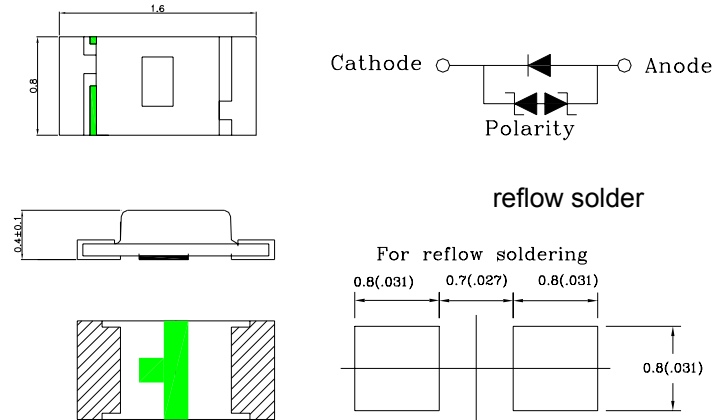 1.6
0.8
Cathode
Anode
Polarity
0.4±0.1
reflow solder
For reflow soldering
0.8(.031) 0.7(.027) 0.8(.031)
0.8(.031)